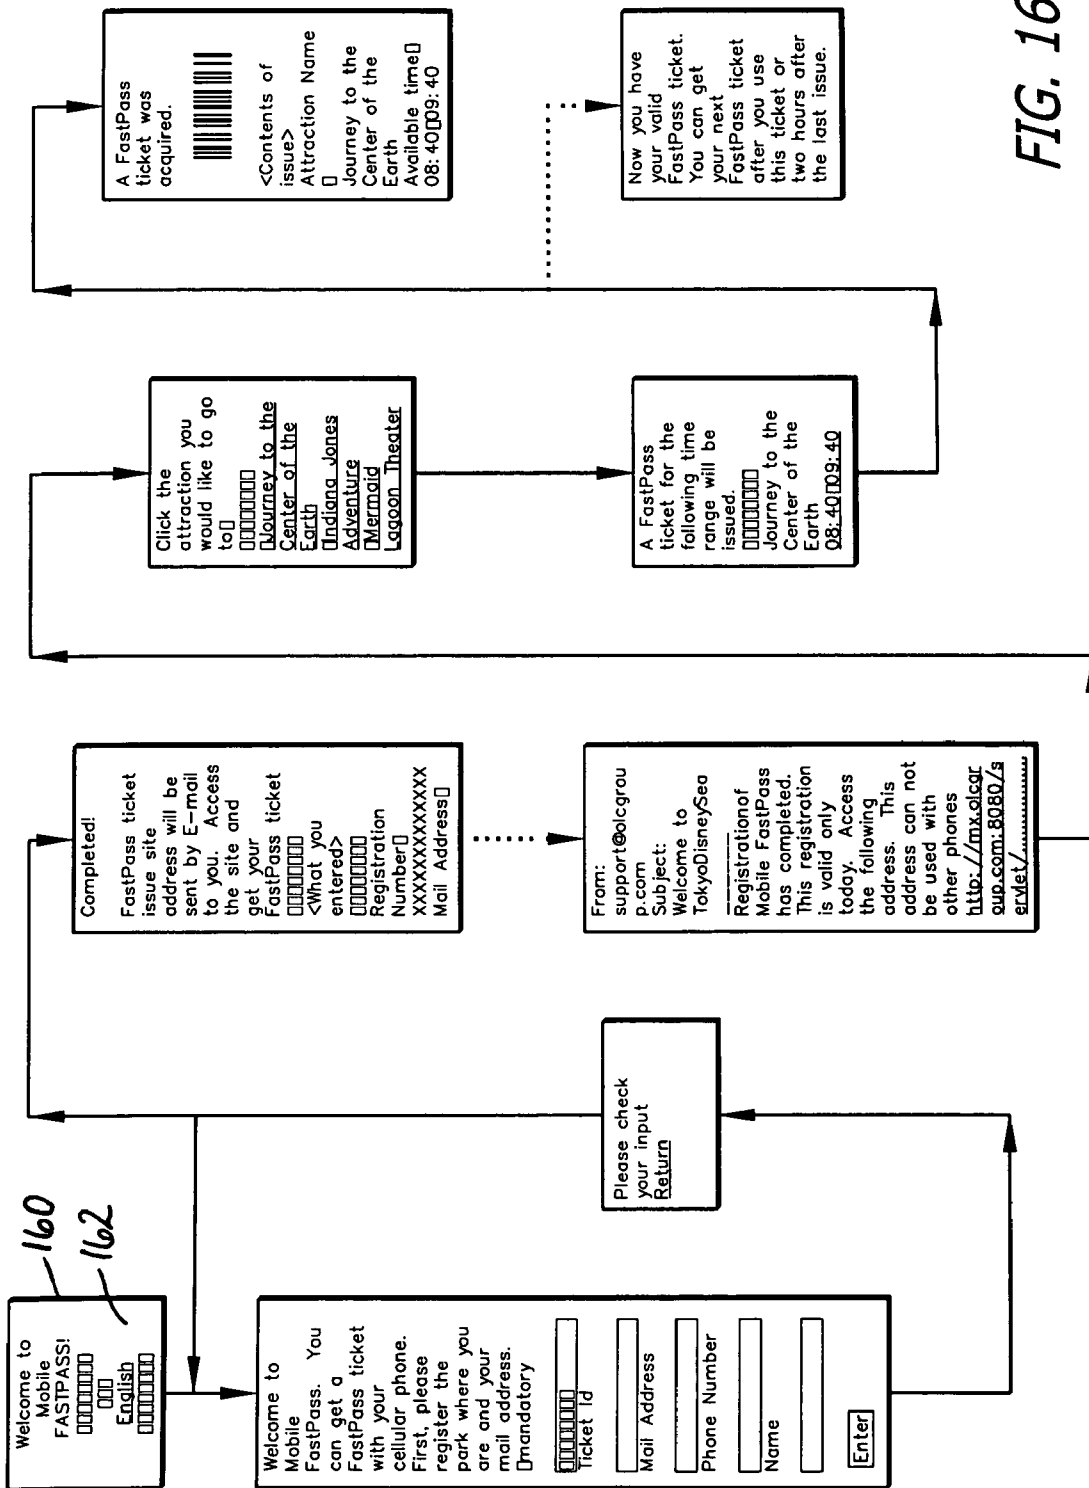 Welcome to
Mobile
FASTPASS!
▯▯▯▯▯▯▯▯
▯▯▯
English
▯▯▯▯▯▯▯▯
160
162
Welcome to
Mobile
FastPass. You
can get a
FastPass ticket
with your
cellular phone.
First, please
register the
park where you
are and your
mail address.
▯mandatory
▯▯▯▯▯▯▯▯
Ticket Id
Mail Address
Phone Number
Name
Enter
Please check
your input
Return
Completed!
FastPass ticket
issue site
address will be
sent by E-mail
to you. Access
the site and
get your
FastPass ticket
▯▯▯▯▯▯▯▯
<What you
entered>
▯▯▯▯▯▯▯▯
Registration
Number▯
XXXXXXXXXXXXXXX
Mail Address▯
From:
support@olcgrou
p.com
Subject:
Welcome to
TokyoDisneySea
Registrationof
Mobile FastPass
has completed.
This registration
is valid only
today. Access
the following
address. This
address can not
be used with
other phones
http://mx.olcgr
oup.com:8080/s
ervlet/..............
Click the
attraction you
would like to go
to▯
▯▯▯▯▯▯▯▯
▯Journey to the
Center of the
Earth
▯Indiana Jones
Adventure
▯Mermaid
Lagoon Theater
A FastPass
ticket for the
following time
range will be
issued.
▯▯▯▯▯▯▯▯
Journey to the
Center of the
Earth
08:40▯09:40
A FastPass
ticket was
acquired.
<Contents of
issue>
Attraction Name
▯
Journey to the
Center of the
Earth
Available time▯
08:40▯09:40
Now you have
your valid
FastPass ticket.
You can get
your next
FastPass ticket
after you use
this ticket or
two hours after
the last issue.
FIG. 16